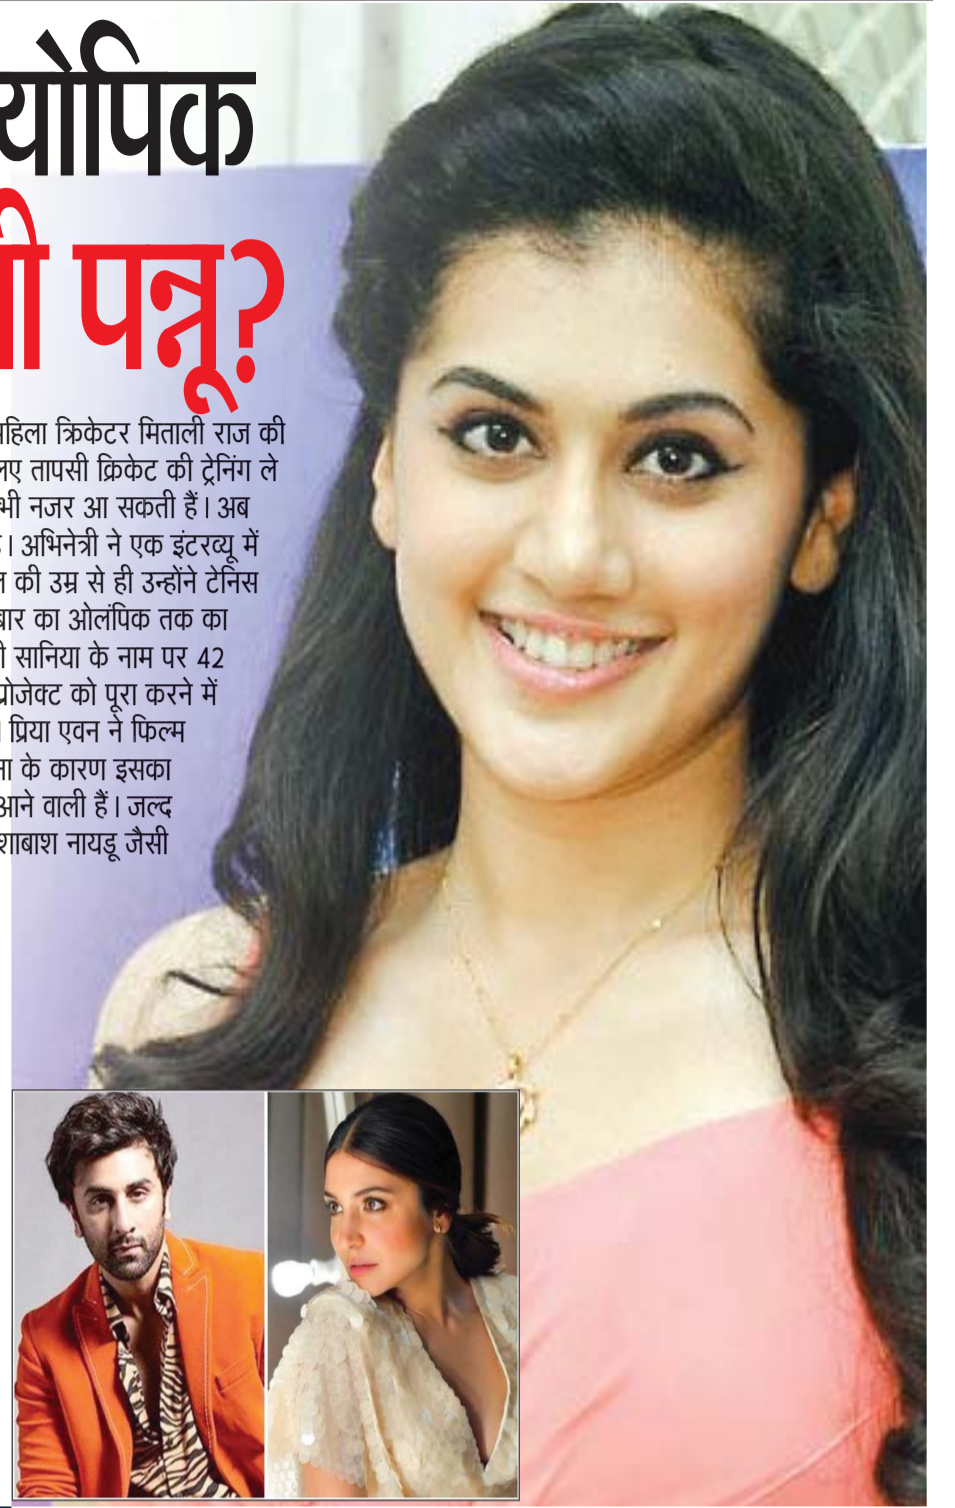 योपिक
पन्नू?
महिला क्रिकेटर मिताली राज की
तापसी क्रिकेट की ट्रेनिंग ले
भी नजर आ सकती हैं। अब
। अभिनेत्री ने एक इंटरव्यू में
की उम्र से ही उन्होंने टेनिस
बार का ओलंपिक तक का
सानिया के नाम पर 42
प्रोजेक्ट को पूरा करने में
प्रिया एवन ने फिल्म
के कारण इसका
आने वाली हैं। जल्द
शाबाश नायडू जैसी